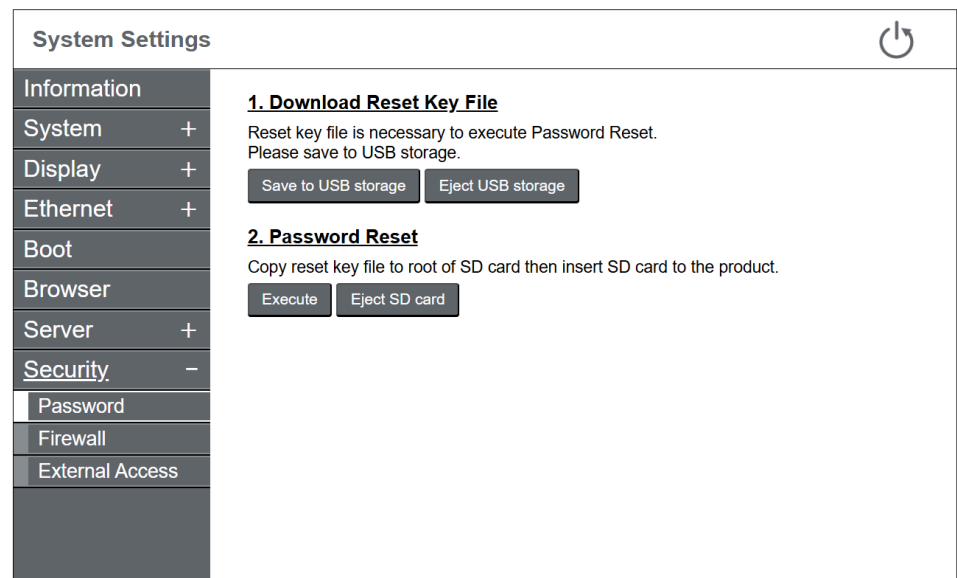 System Settings
Information
System +
Display +
Ethernet +
Boot
Browser
Server +
Security -
Password
Firewall
External Access
1. Download Reset Key File
Reset key file is necessary to execute Password Reset.
Please save to USB storage.
Save to USB storage Eject USB storage
2. Password Reset
Copy reset key file to root of SD card then insert SD card to the product.
Execute Eject SD card